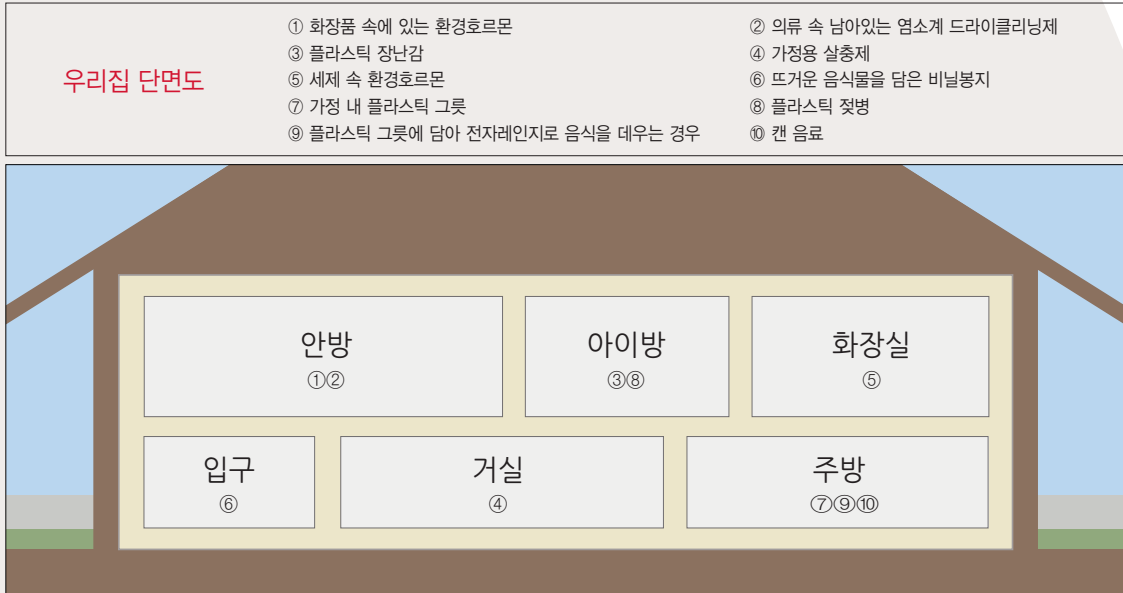 우리집 단면도
① 화장품 속에 있는 환경호르몬
② 의류 속 남아있는 염소계 드라이클리닝제
③ 플라스틱 장난감
④ 가정용 살충제
⑤ 세제 속 환경호르몬
⑥ 뜨거운 음식물을 담은 비닐봉지
⑦ 가정 내 플라스틱 그릇
⑧ 플라스틱 젖병
⑨ 플라스틱 그릇에 담아 전자레인지로 음식을 데우는 경우
⑩ 캔 음료
안방
①②
아이방
③⑧
화장실
⑤
입구
⑥
거실
④
주방
⑦⑨⑩